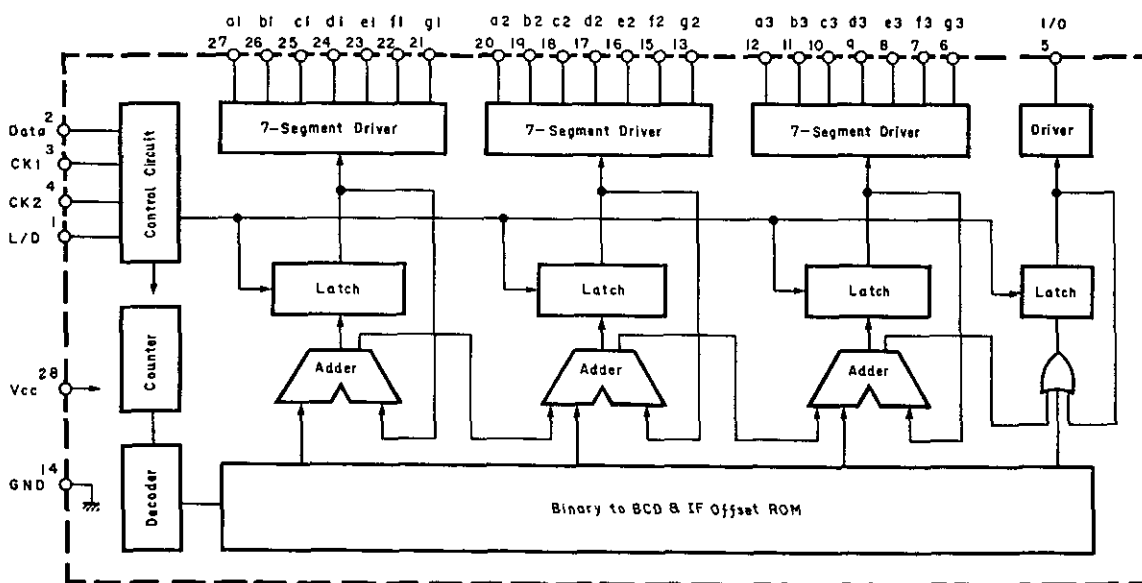 a1 b1 c1 d1 e1 f1 g1 a2 b2 c2 d2 e2 f2 g2 a3 b3 c3 d3 e3 f3 g3 I/O
27 26 25 24 23 22 21 20 19 18 17 16 15 13 12 11 10 9 8 7 6 5
7-Segment Driver 7-Segment Driver 7-Segment Driver Driver
Data 2
CK1 3
CK2 4
L/D 1
Control Circuit
Latch Latch Latch Latch
Counter
Adder Adder Adder
Vcc 28
GND 14
Decoder
Binary to BCD & IF Offset ROM